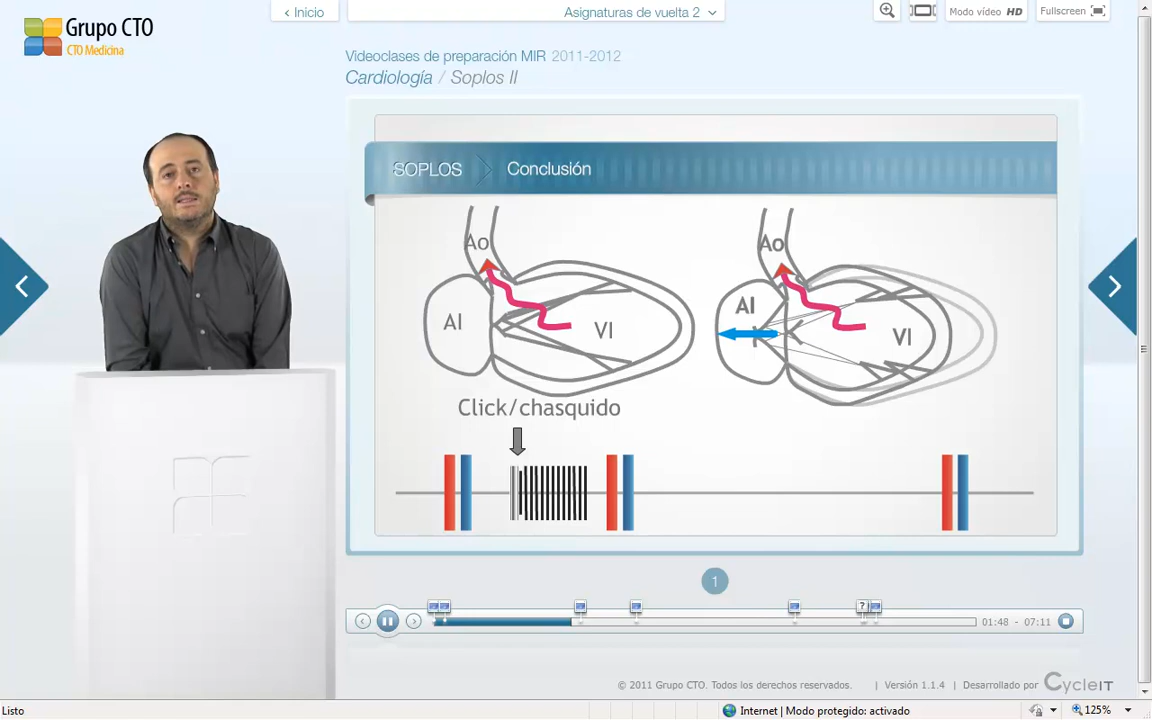 Grupo CTO
CTO Medicina
‹ Inicio
Asignaturas de vuelta 2
Modo vídeo HD
Fullscreen
Videoclases de preparación MIR 2011-2012
Cardiología / Soplos II
SOPLOS
Conclusión
Ao
Ao
AI
VI
AI
VI
Click/chasquido
1
?
01:48 - 07:11
© 2011 Grupo CTO. Todos los derechos reservados. | Versión 1.1.4 | Desarrollado por CycleIT
Listo
Internet | Modo protegido: activado
125%